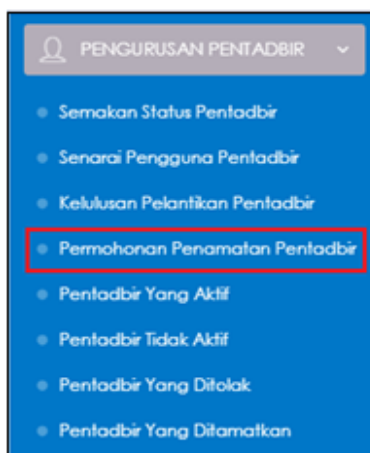 PENGURUSAN PENTADBIR
Semakan Status Pentadbir
Senarai Pengguna Pentadbir
Kelulusan Pelantikan Pentadbir
Permohonan Penamatan Pentadbir
Pentadbir Yang Aktif
Pentadbir Tidak Aktif
Pentadbir Yang Ditolak
Pentadbir Yang Ditamatkan